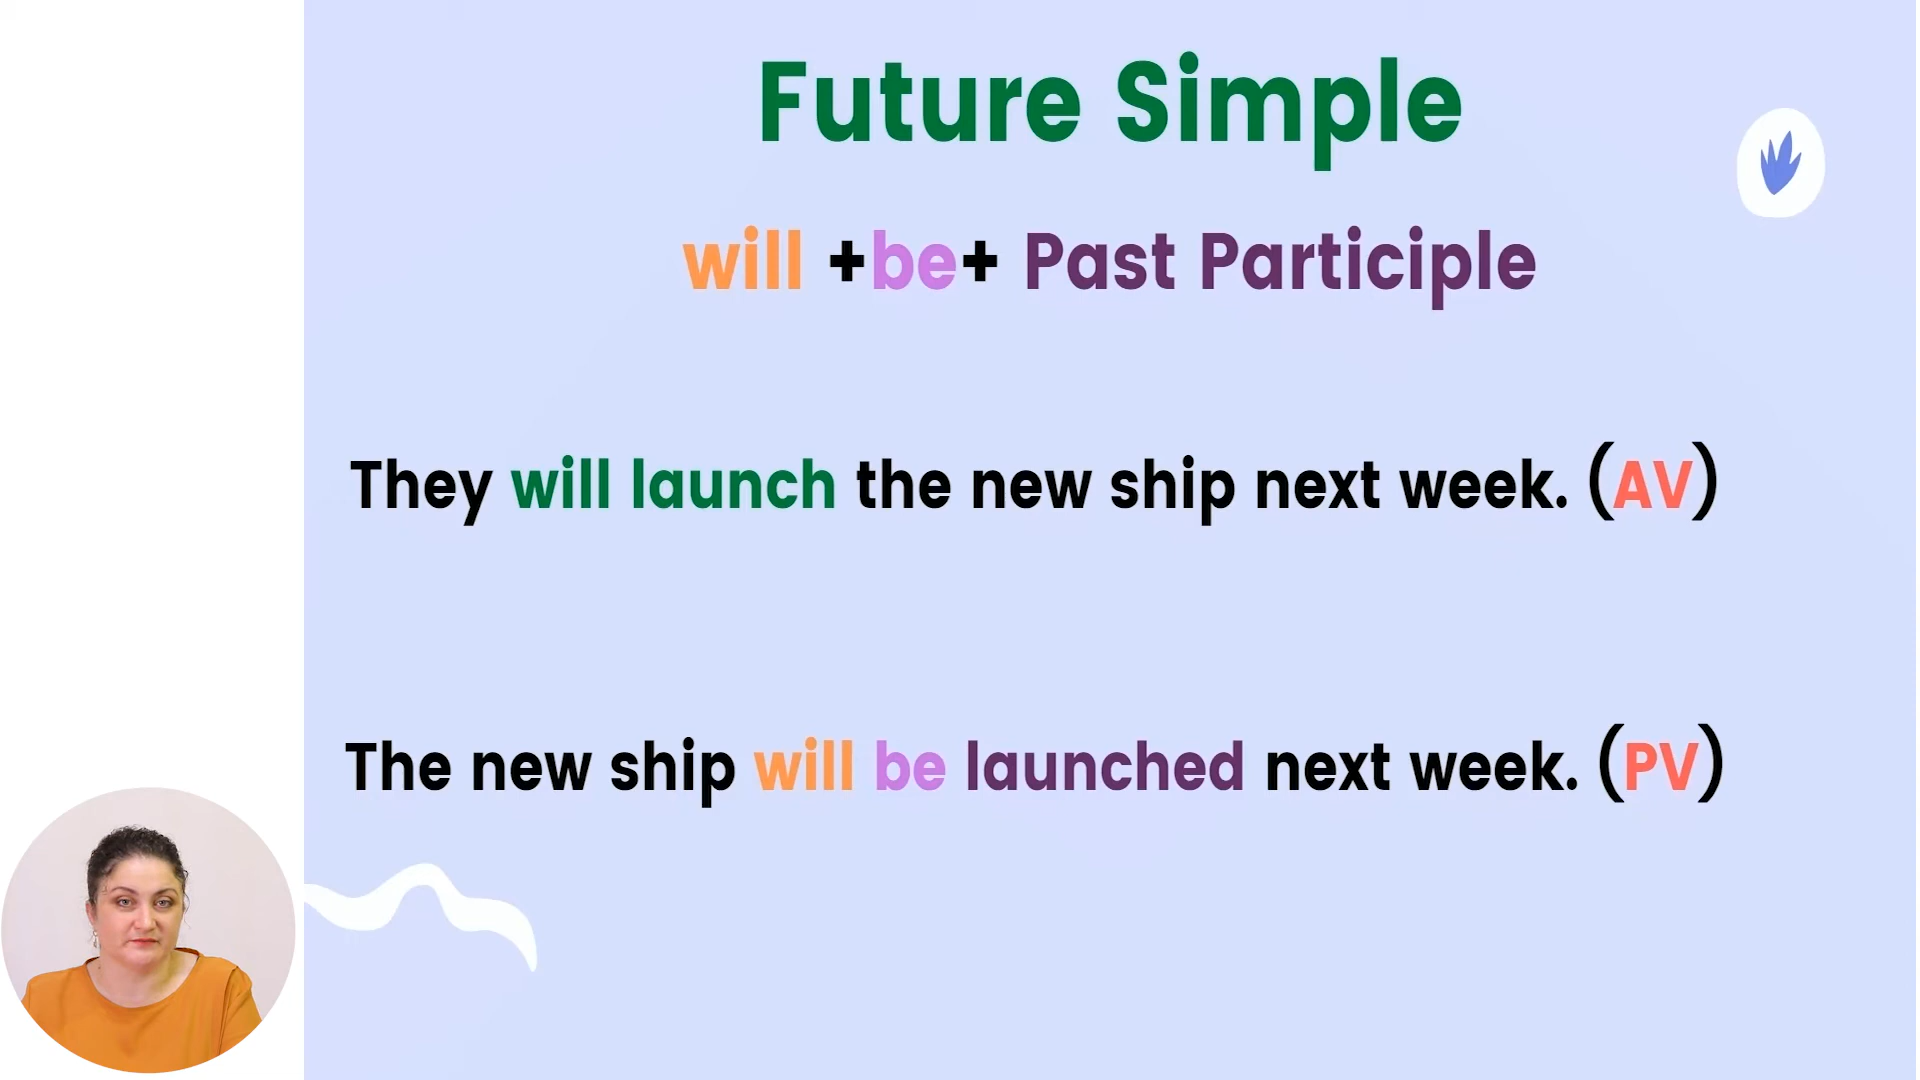 Future Simple
will +be+ Past Participle
They will launch the new ship next week. (AV)
The new ship will be launched next week. (PV)